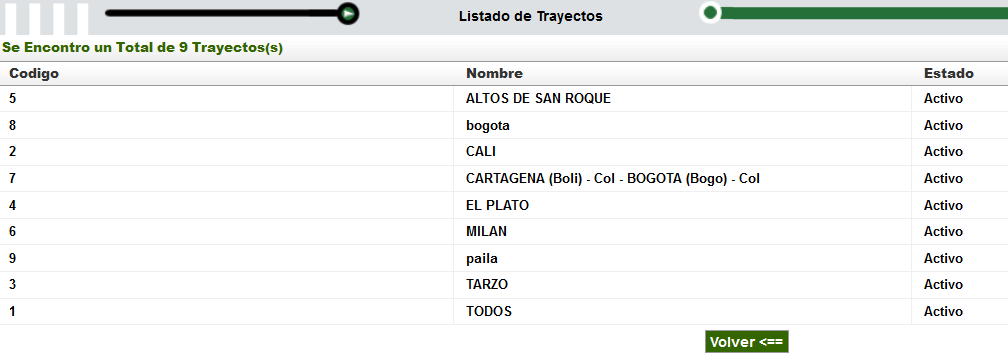 Listado de Trayectos
Se Encontro un Total de 9 Trayectos(s)
Codigo Nombre Estado
5 ALTOS DE SAN ROQUE Activo
8 bogota Activo
2 CALI Activo
7 CARTAGENA (Boli) - Col - BOGOTA (Bogo) - Col Activo
4 EL PLATO Activo
6 MILAN Activo
9 paila Activo
3 TARZO Activo
1 TODOS Activo
Volver <==